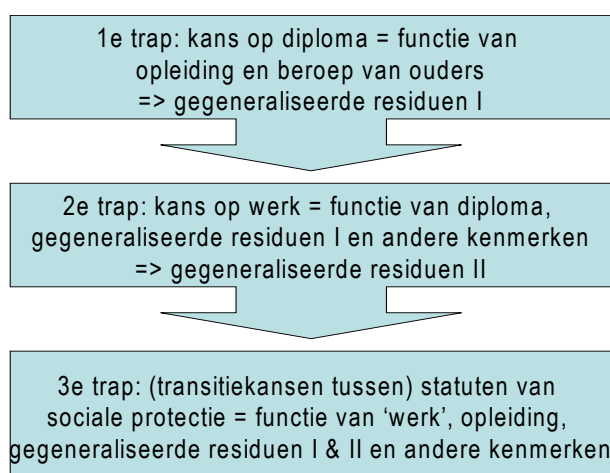 1e trap: kans op diploma = functie van
opleiding en beroep van ouders
=> gegeneraliseerde residuen I
2e trap: kans op werk = functie van diploma,
gegeneraliseerde residuen I en andere kenmerken
=> gegeneraliseerde residuen II
3e trap: (transitiekansen tussen) statuten van
sociale protectie = functie van ‘werk’, opleiding,
gegeneraliseerde residuen I & II en andere kenmerken